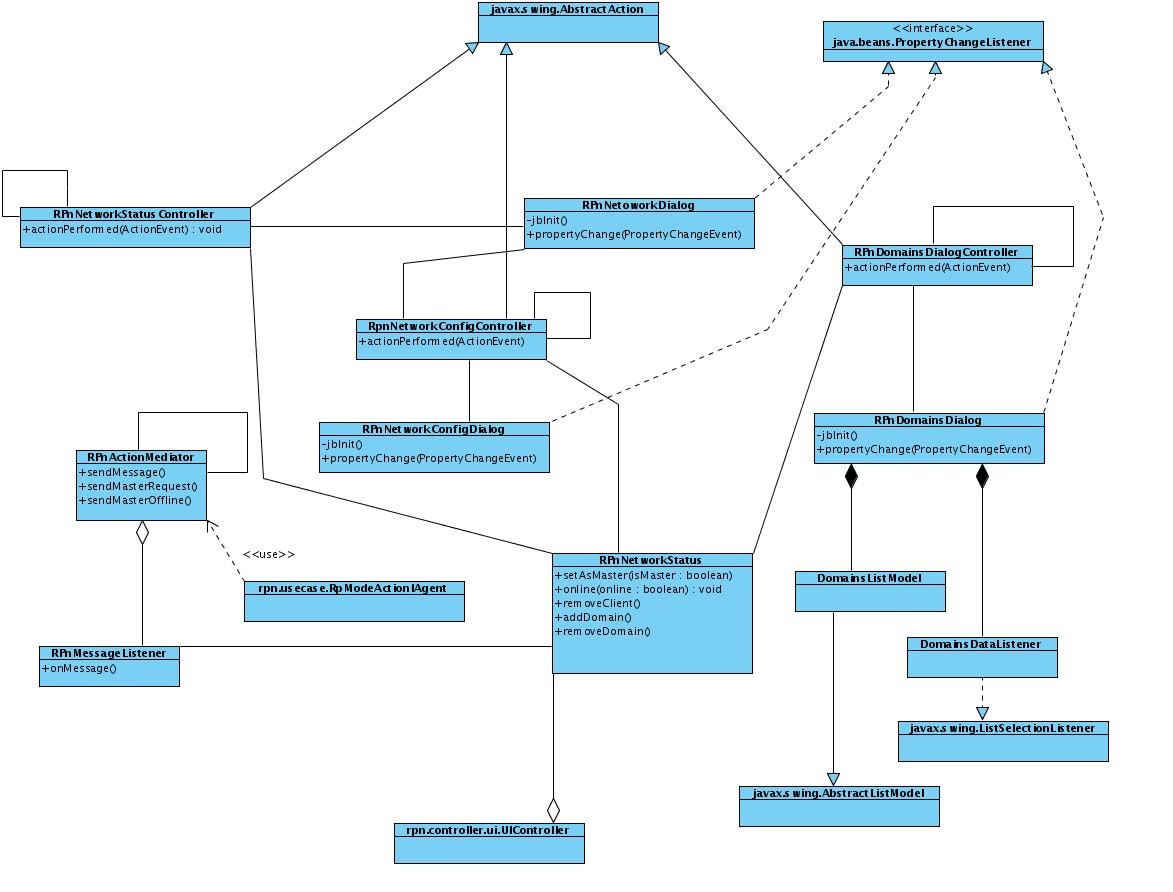 javax.swing.AbstractAction
<<interface>>
java.beans.PropertyChangeListener
RPnNetworkStatusController
+actionPerformed(ActionEvent) : void
RPnNetoworkDialog
-jbInit()
+propertyChange(PropertyChangeEvent)
RPnDomainsDialogController
+actionPerformed(ActionEvent)
RpnNetworkConfigController
+actionPerformed(ActionEvent)
RPnNetworkConfigDialog
-jbInit()
+propertyChange(PropertyChangeEvent)
RPnDomainsDialog
-jbInit()
+propertyChange(PropertyChangeEvent)
RPnActionMediator
+sendMessage()
+sendMasterRequest()
+sendMasterOffline()
<<use>>
rpn.usecase.RpModeActionlAgent
RPnNetworkStatus
+setAsMaster(isMaster : boolean)
+online(online : boolean) : void
+removeClient()
+addDomain()
+removeDomain()
DomainsListModel
DomainsDataListener
RPnMessageListener
+onMessage()
javax.swing.ListSelectionListener
javax.swing.AbstractListModel
rpn.controller.ui.UIController